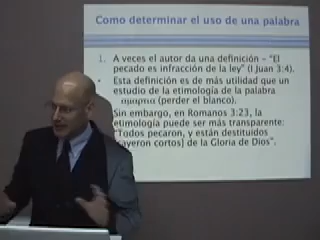 Como determinar el uso de una palabra
1. A veces el autor da una definición – “El
pecado es infracción de la ley” (I Juan 3:4).
• Esta definición es de más utilidad que un
estudio de la etimología de la palabra
αμαρτια (perder el blanco).
Sin embargo, en Romanos 3:23, la
etimología puede ser más transparente:
“Todos pecaron, y están destituidos
cayeron cortos] de la Gloria de Dios”.